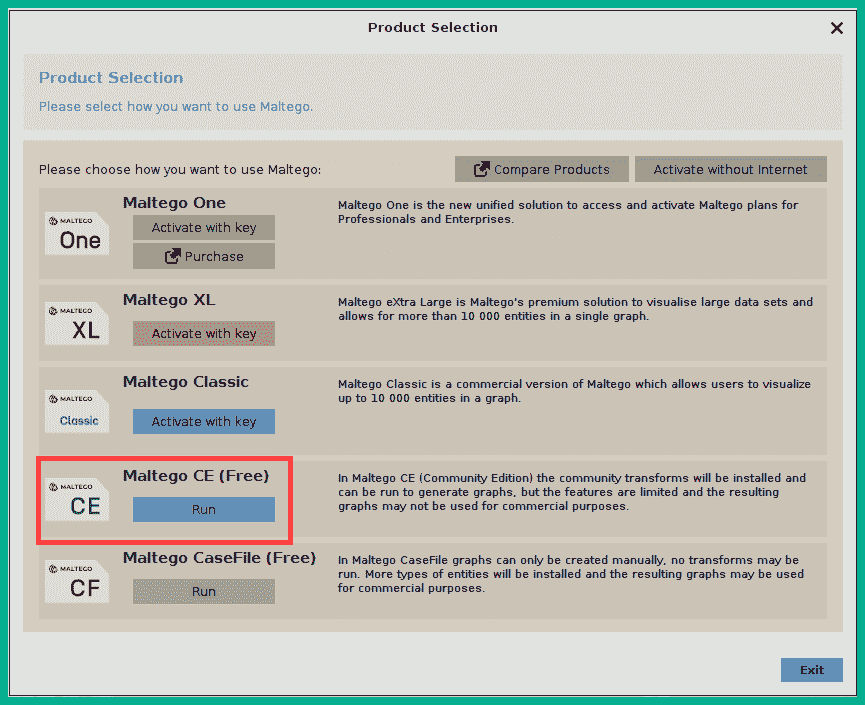 Product Selection
Product Selection
Please select how you want to use Maltego.
Please choose how you want to use Maltego:
Compare Products
Activate without Internet
MALTEGO
One
Maltego One
Activate with key
Purchase
Maltego One is the new unified solution to access and activate Maltego plans for
Professionals and Enterprises.
MALTEGO
XL
Maltego XL
Activate with key
Maltego eXtra Large is Maltego's premium solution to visualise large data sets and
allows for more than 10 000 entities in a single graph.
MALTEGO
Classic
Maltego Classic
Activate with key
Maltego Classic is a commercial version of Maltego which allows users to visualize
up to 10 000 entities in a graph.
MALTEGO
CE
Maltego CE (Free)
Run
In Maltego CE (Community Edition) the community transforms will be installed and
can be run to generate graphs, but the features are limited and the resulting
graphs may not be used for commercial purposes.
MALTEGO
CF
Maltego CaseFile (Free)
Run
In Maltego CaseFile graphs can only be created manually, no transforms may be
run. More types of entities will be installed and the resulting graphs may be used
for commercial purposes.
Exit